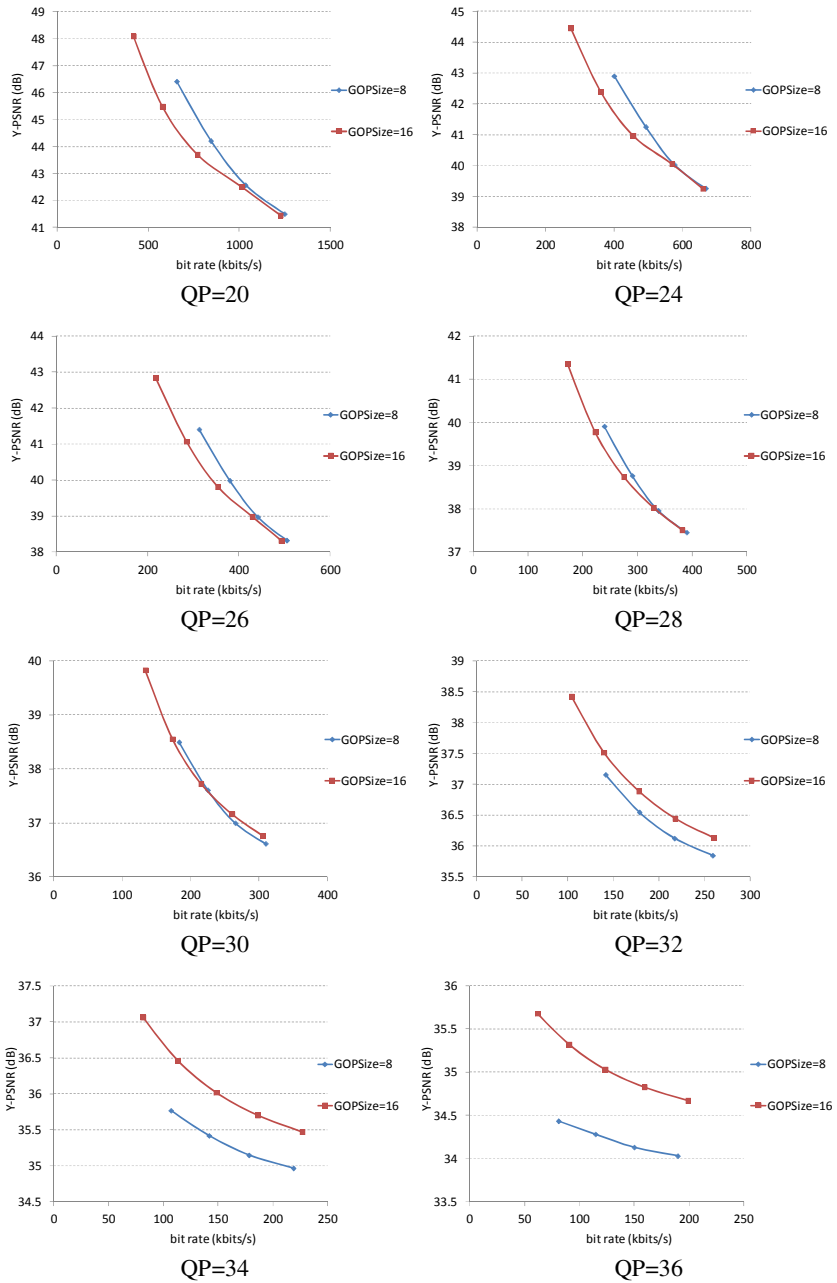 49
48
47
46
45
44
43
42
41
Y-PSNR (dB)
0 500 1000 1500
bit rate (kbits/s)
GOPSize=8
GOPSize=16
QP=20
45
44
43
42
41
40
39
38
Y-PSNR (dB)
0 200 400 600 800
bit rate (kbits/s)
GOPSize=8
GOPSize=16
QP=24
44
43
42
41
40
39
38
Y-PSNR (dB)
0 200 400 600
bit rate (kbits/s)
GOPSize=8
GOPSize=16
QP=26
42
41
40
39
38
37
Y-PSNR (dB)
0 100 200 300 400 500
bit rate (kbits/s)
GOPSize=8
GOPSize=16
QP=28
40
39
38
37
36
Y-PSNR (dB)
0 100 200 300 400
bit rate (kbits/s)
GOPSize=8
GOPSize=16
QP=30
39
38.5
38
37.5
37
36.5
36
35.5
Y-PSNR (dB)
0 50 100 150 200 250 300
bit rate (kbits/s)
GOPSize=8
GOPSize=16
QP=32
37.5
37
36.5
36
35.5
35
34.5
Y-PSNR (dB)
0 50 100 150 200 250
bit rate (kbits/s)
GOPSize=8
GOPSize=16
QP=34
36
35.5
35
34.5
34
33.5
Y-PSNR (dB)
0 50 100 150 200 250
bit rate (kbits/s)
GOPSize=8
GOPSize=16
QP=36